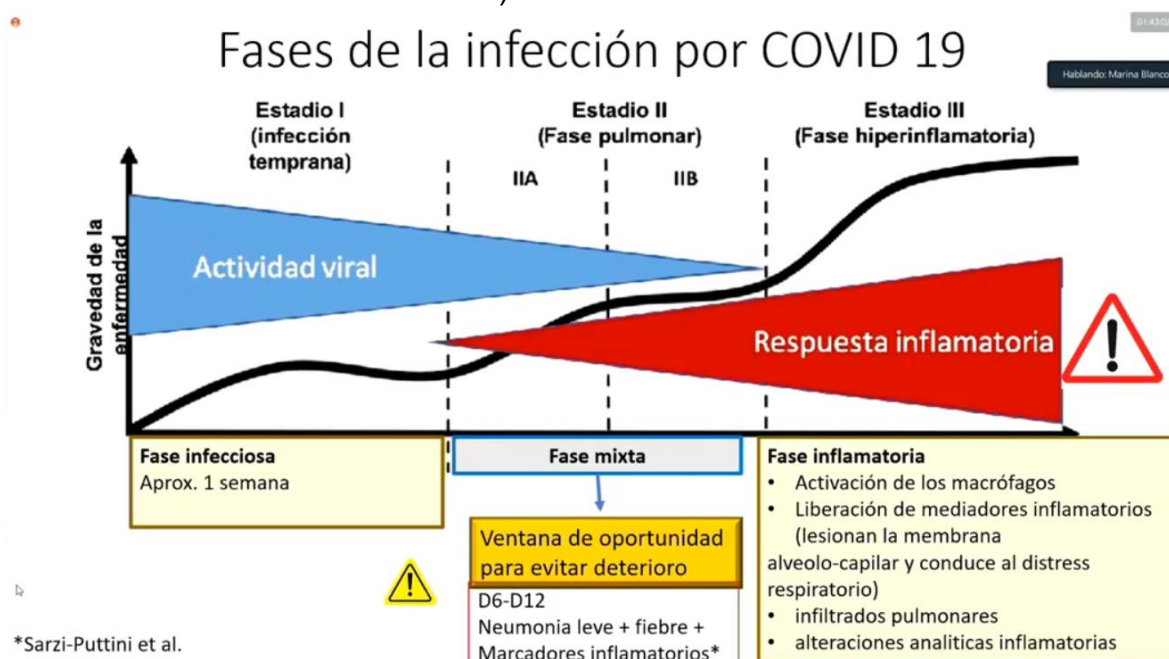 Fases de la infección por COVID 19
Hablando: Marina Blanco
Estadio I
(infección
temprana)
Estadio II
(Fase pulmonar)
Estadio III
(Fase hiperinflamatoria)
IIA
IIB
Gravedad de la
enfermedad
Actividad viral
Respuesta inflamatoria
Fase infecciosa
Aprox. 1 semana
Fase mixta
Ventana de oportunidad
para evitar deterioro
D6-D12
Neumonia leve + fiebre +
Marcadores inflamatorios*
Fase inflamatoria
• Activación de los macrófagos
• Liberación de mediadores inflamatorios
(lesionan la membrana
alveolo-capilar y conduce al distress
respiratorio)
• infiltrados pulmonares
• alteraciones analiticas inflamatorias
*Sarzi-Puttini et al.